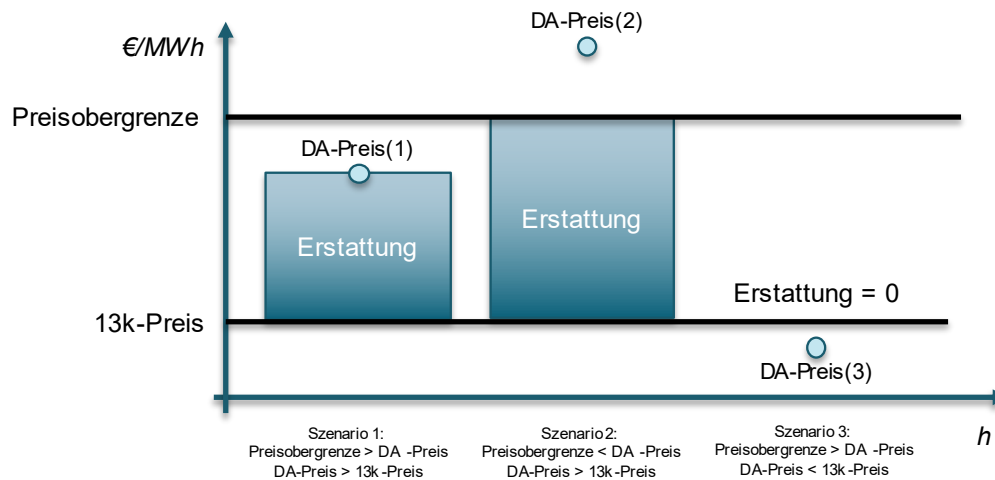 DA-Preis(2)
€/MWh
Preisobergrenze
DA-Preis(1)
Erstattung
Erstattung
Erstattung = 0
13k-Preis
DA-Preis(3)
h
Szenario 1:
Preisobergrenze > DA -Preis
DA-Preis > 13k-Preis
Szenario 2:
Preisobergrenze < DA -Preis
DA-Preis > 13k-Preis
Szenario 3:
Preisobergrenze > DA -Preis
DA-Preis < 13k-Preis